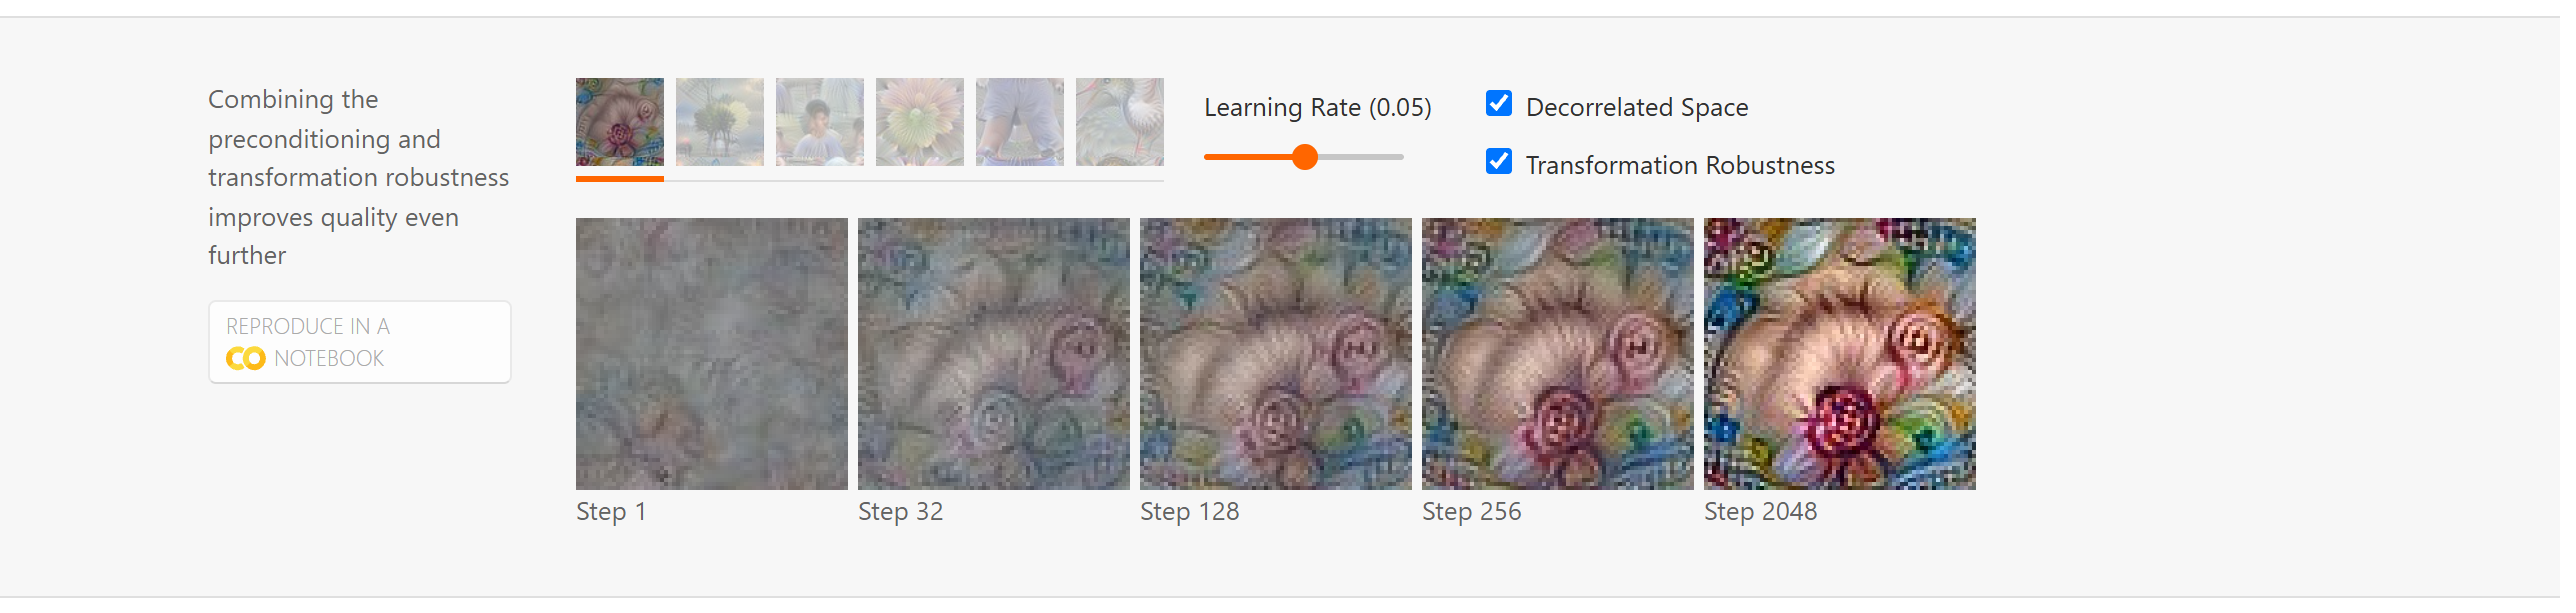 Combining the
preconditioning and
transformation robustness
improves quality even
further
REPRODUCE IN A
CO NOTEBOOK
Learning Rate (0.05)
Decorrelated Space
Transformation Robustness
Step 1
Step 32
Step 128
Step 256
Step 2048